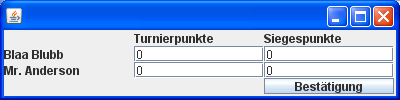 Turnierpunkte Siegespunkte
Blaa Blubb 0 0
Mr. Anderson 0 0
Bestätigung